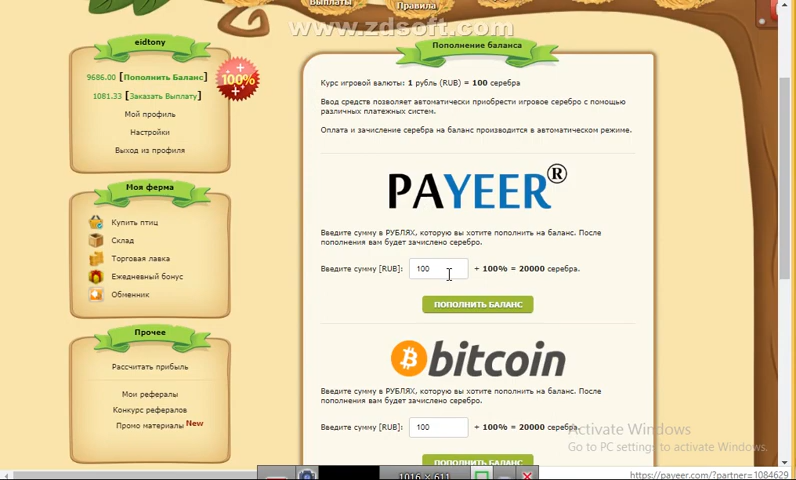 www.zdsoft.com
Выплаты
Правила
eidtony
9686.00 [Пополнить Баланс]
1081.33 [Заказать Выплату]
100%
Мой профиль
Настройки
Выход из профиля
Моя ферма
Купить птиц
Склад
Торговая лавка
Ежедневный бонус
Обменник
Прочее
Рассчитать прибыль
Мои рефералы
Конкурс рефералов
Промо материалы New
Пополнение баланса
Курс игровой валюты: 1 рубль (RUB) = 100 серебра
Ввод средств позволяет автоматически приобрести игровое серебро с помощью
различных платежных систем.
Оплата и зачисление серебра на баланс производится в автоматическом режиме.
PAYEER®
Введите сумму в РУБЛЯХ, которую вы хотите пополнить на баланс. После
пополнения вам будет зачислено серебро.
Введите сумму [RUB]: 100 + 100% = 20000 серебра.
ПОПОЛНИТЬ БАЛАНС
bitcoin
Введите сумму в РУБЛЯХ, которую вы хотите пополнить на баланс. После
пополнения вам будет зачислено серебро.
Введите сумму [RUB]: 100 + 100% = 20000 серебра.
ПОПОЛНИТЬ БАЛАНС
Activate Windows
Go to PC settings to activate Windows.
1016 × 611
https://payeer.com/?partner=1084629